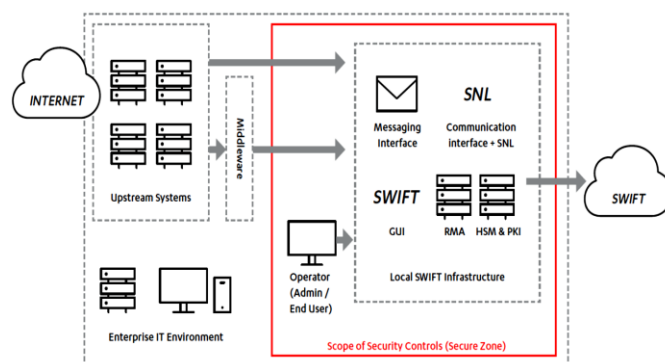 INTERNET
Upstream Systems
Middleware
Enterprise IT Environment
Messaging
Interface
SNL
Communication
interface + SNL
SWIFT
GUI
RMA
HSM & PKI
Operator
(Admin /
End User)
Local SWIFT Infrastructure
Scope of Security Controls (Secure Zone)
SWIFT